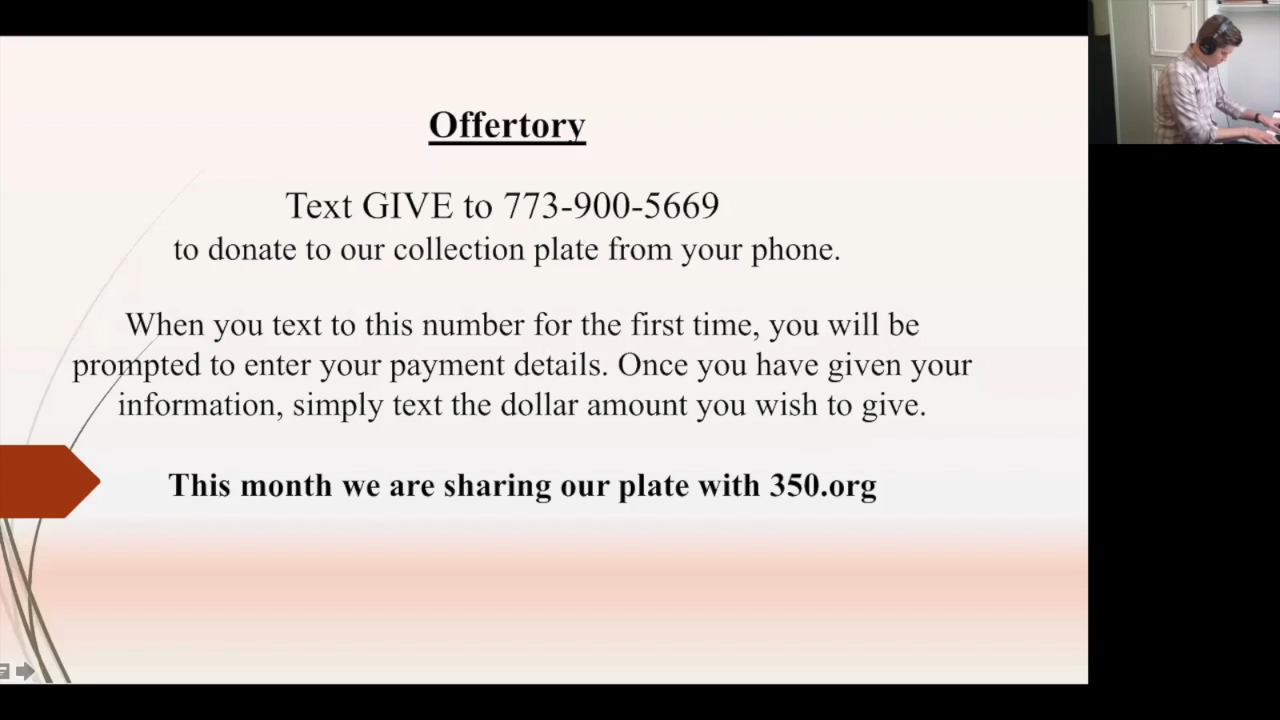 Offertory
Text GIVE to 773-900-5669
to donate to our collection plate from your phone.
When you text to this number for the first time, you will be
prompted to enter your payment details. Once you have given your
information, simply text the dollar amount you wish to give.
This month we are sharing our plate with 350.org